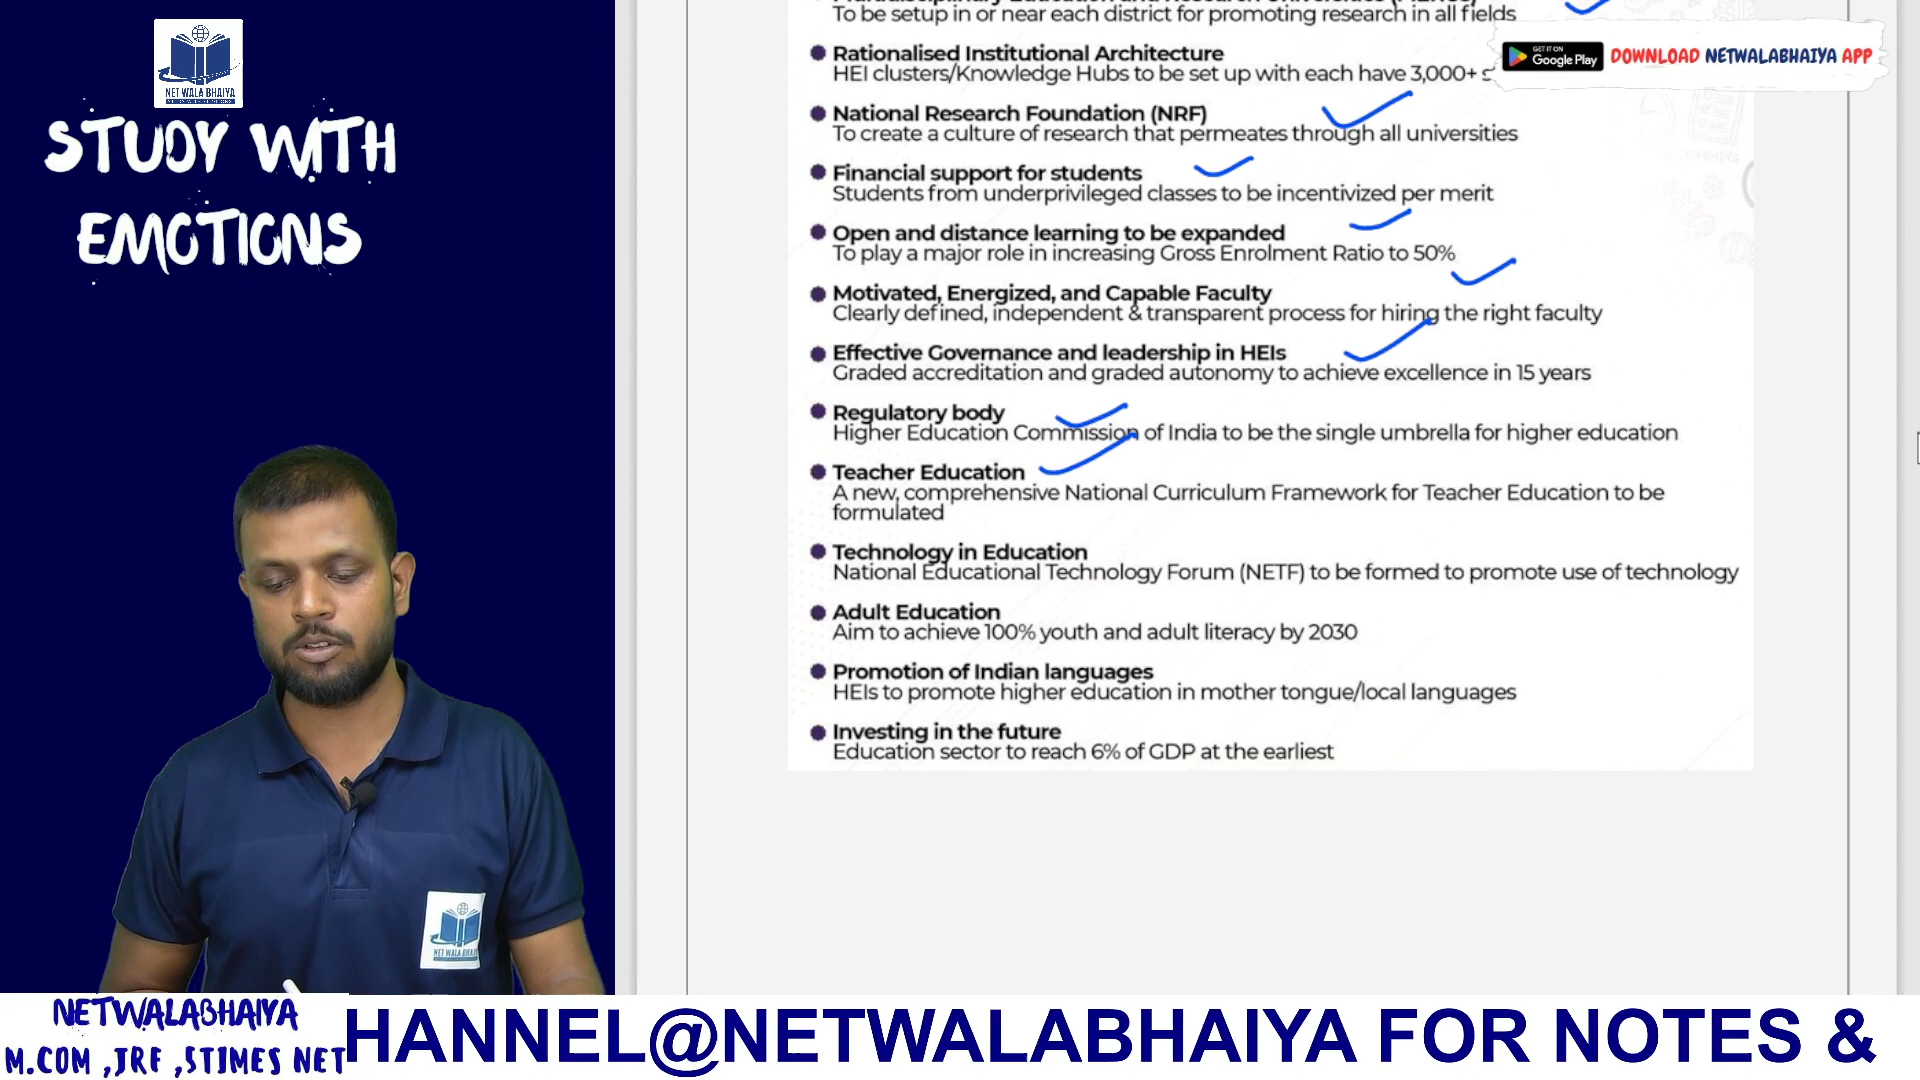 NET WALA BHAIYA
STUDY WITH
EMOTIONS
To be setup in or near each district for promoting research in all fields
Rationalised Institutional Architecture
HEI clusters/Knowledge Hubs to be set up with each have 3,000+
GET IT ON
Google Play
DOWNLOAD NETWALABHAIYA APP
National Research Foundation (NRF)
To create a culture of research that permeates through all universities
Financial support for students
Students from underprivileged classes to be incentivized per merit
Open and distance learning to be expanded
To play a major role in increasing Gross Enrolment Ratio to 50%
Motivated, Energized, and Capable Faculty
Clearly defined, independent & transparent process for hiring the right faculty
Effective Governance and leadership in HEIs
Graded accreditation and graded autonomy to achieve excellence in 15 years
Regulatory body
Higher Education Commission of India to be the single umbrella for higher education
Teacher Education
A new, comprehensive National Curriculum Framework for Teacher Education to be
formulated
Technology in Education
National Educational Technology Forum (NETF) to be formed to promote use of technology
Adult Education
Aim to achieve 100% youth and adult literacy by 2030
Promotion of Indian languages
HEIs to promote higher education in mother tongue/local languages
Investing in the future
Education sector to reach 6% of GDP at the earliest
NET WALA BHAIYA
NETWALABHAIYA
M.COM ,JRF ,5TIMES NET
HANNEL@NETWALABHAIYA FOR NOTES &